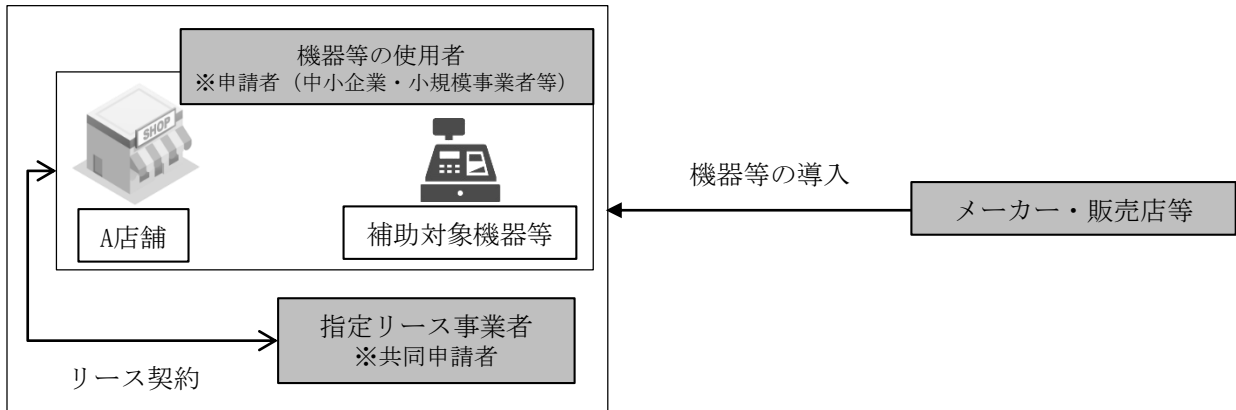 機器等の使用者
※申請者（中小企業・小規模事業者等）
SHOP
A店舗
補助対象機器等
機器等の導入
メーカー・販売店等
指定リース事業者
※共同申請者
リース契約